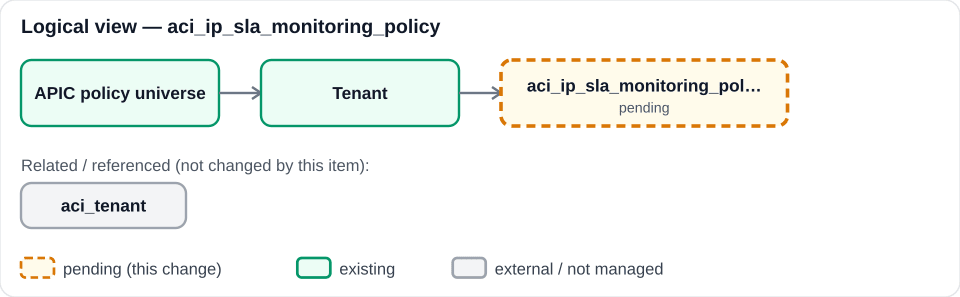 Logical view — aci_ip_sla_monitoring_policy
APIC policy universe
Tenant
aci_ip_sla_monitoring_pol…
pending
Related / referenced (not changed by this item):
aci_tenant
pending (this change)
existing
external / not managed